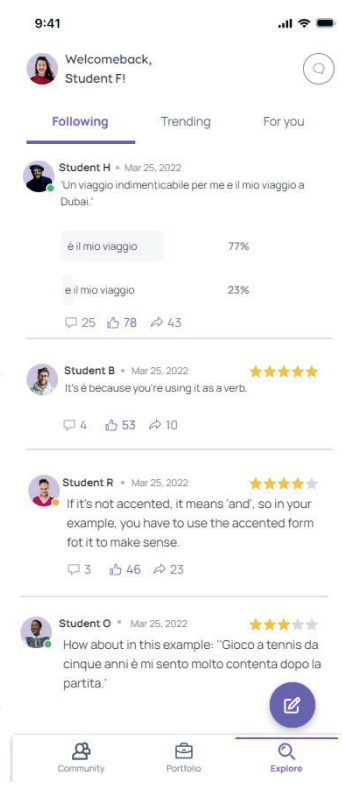 9:41
Welcomeback,
Student F!
Following Trending For you
Student H • Mar 25, 2022
'Un viaggio indimenticabile per me e il mio viaggio a
Dubai.'
è il mio viaggio 77%
e il mio viaggio 23%
25 78 43
Student B • Mar 25, 2022
It's è because you're using it as a verb.
4 53 10
Student R • Mar 25, 2022
If it's not accented, it means 'and', so in your
example, you have to use the accented form
fot it to make sense.
3 46 23
Student O • Mar 25, 2022
How about in this example: ''Gioco a tennis da
cinque anni è mi sento molto contenta dopo la
partita.'
Community Portfolio Explore